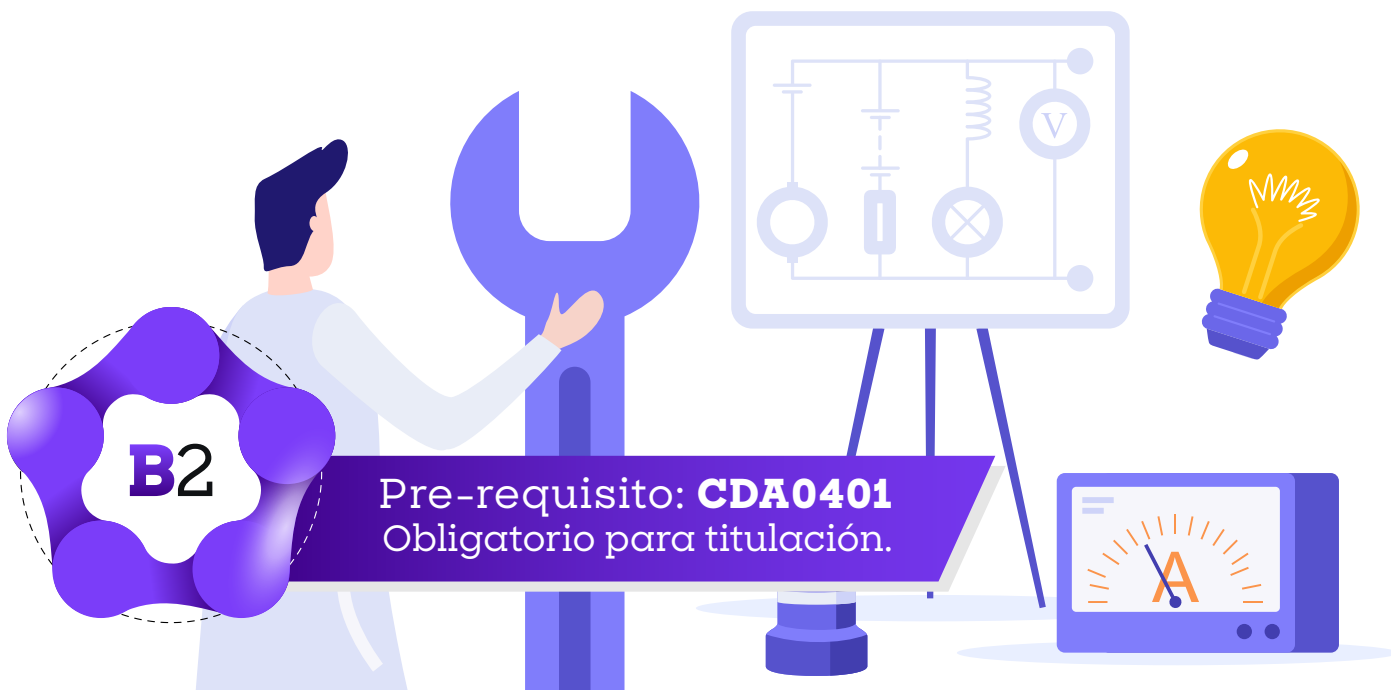 V
B2
Pre-requisito: CDA0401
Obligatorio para titulación.
A